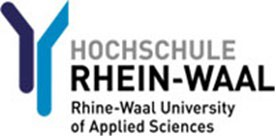 HOCHSCHULE
RHEIN-WAAL
Rhine-Waal University
of Applied Sciences